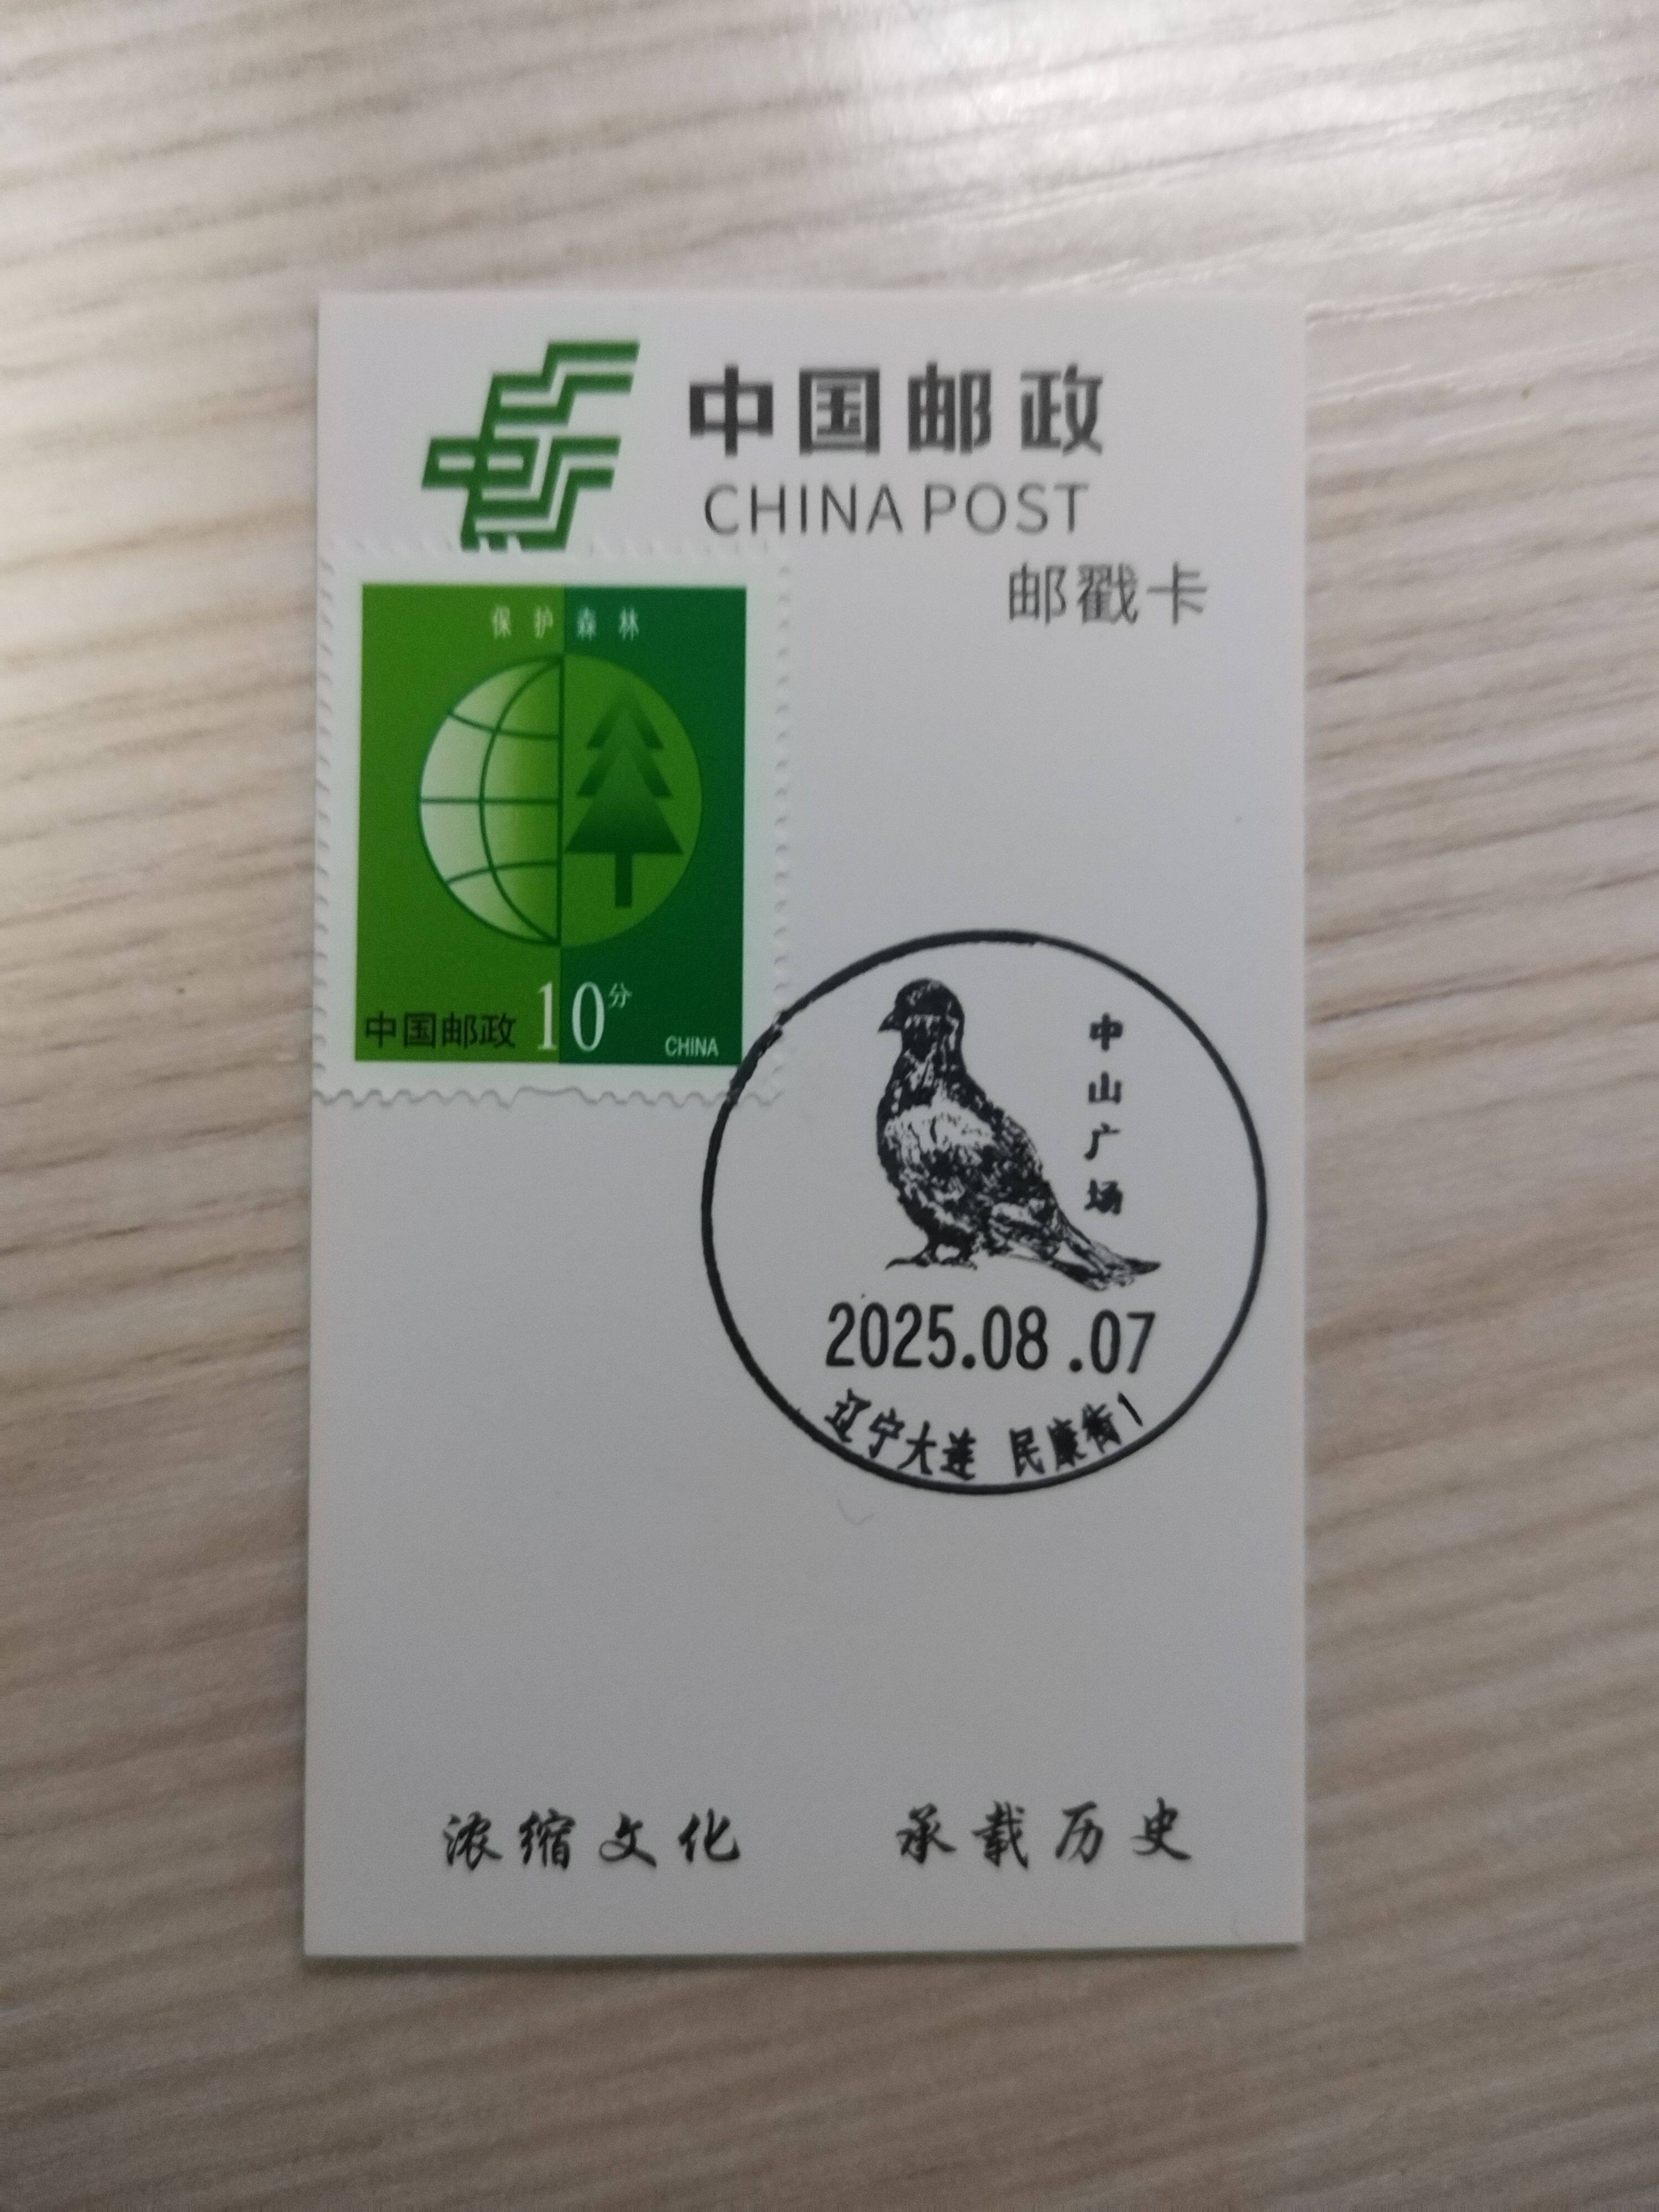 中国邮政
CHINA POST
邮戳卡
保护森林
中国邮政 10分 CHINA
中山广场
2025.08.07
辽宁大连 民康街1
浓缩文化 承载历史